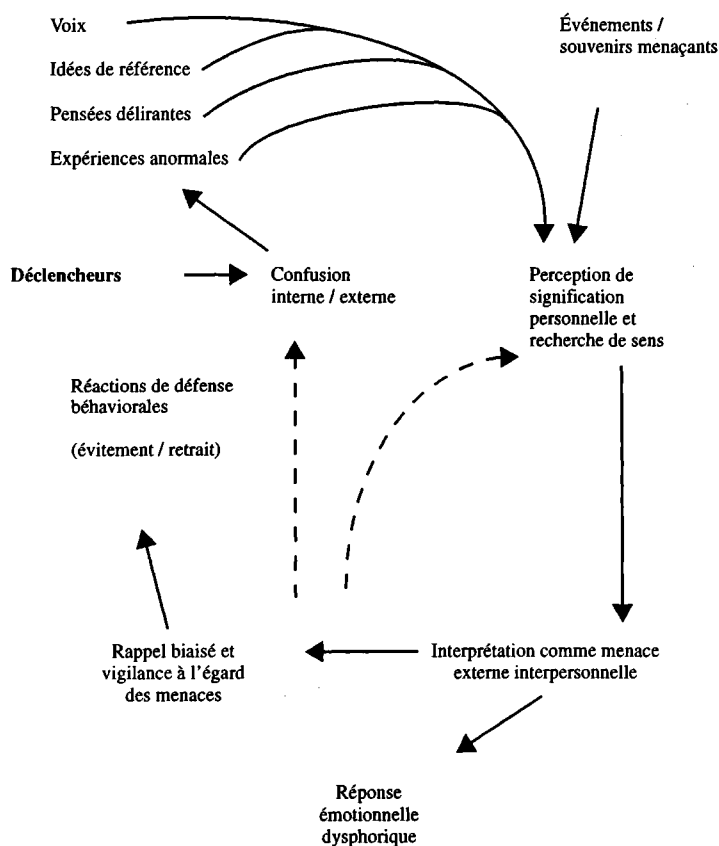 Voix
Idées de référence
Pensées délirantes
Expériences anormales
Événements /
souvenirs menaçants
Déclencheurs
Confusion
interne / externe
Perception de
signification
personnelle et
recherche de sens
Réactions de défense
béhaviorales
(évitement / retrait)
Rappel biaisé et
vigilance à l'égard
des menaces
Interprétation comme menace
externe interpersonnelle
Réponse
émotionnelle
dysphorique